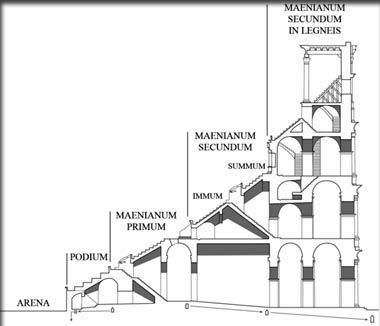 MAENIANUM
SECUNDUM
IN LEGNEIS
MAENIANUM
SECUNDUM
SUMMUM
IMMUM
MAENIANUM
PRIMUM
PODIUM
ARENA